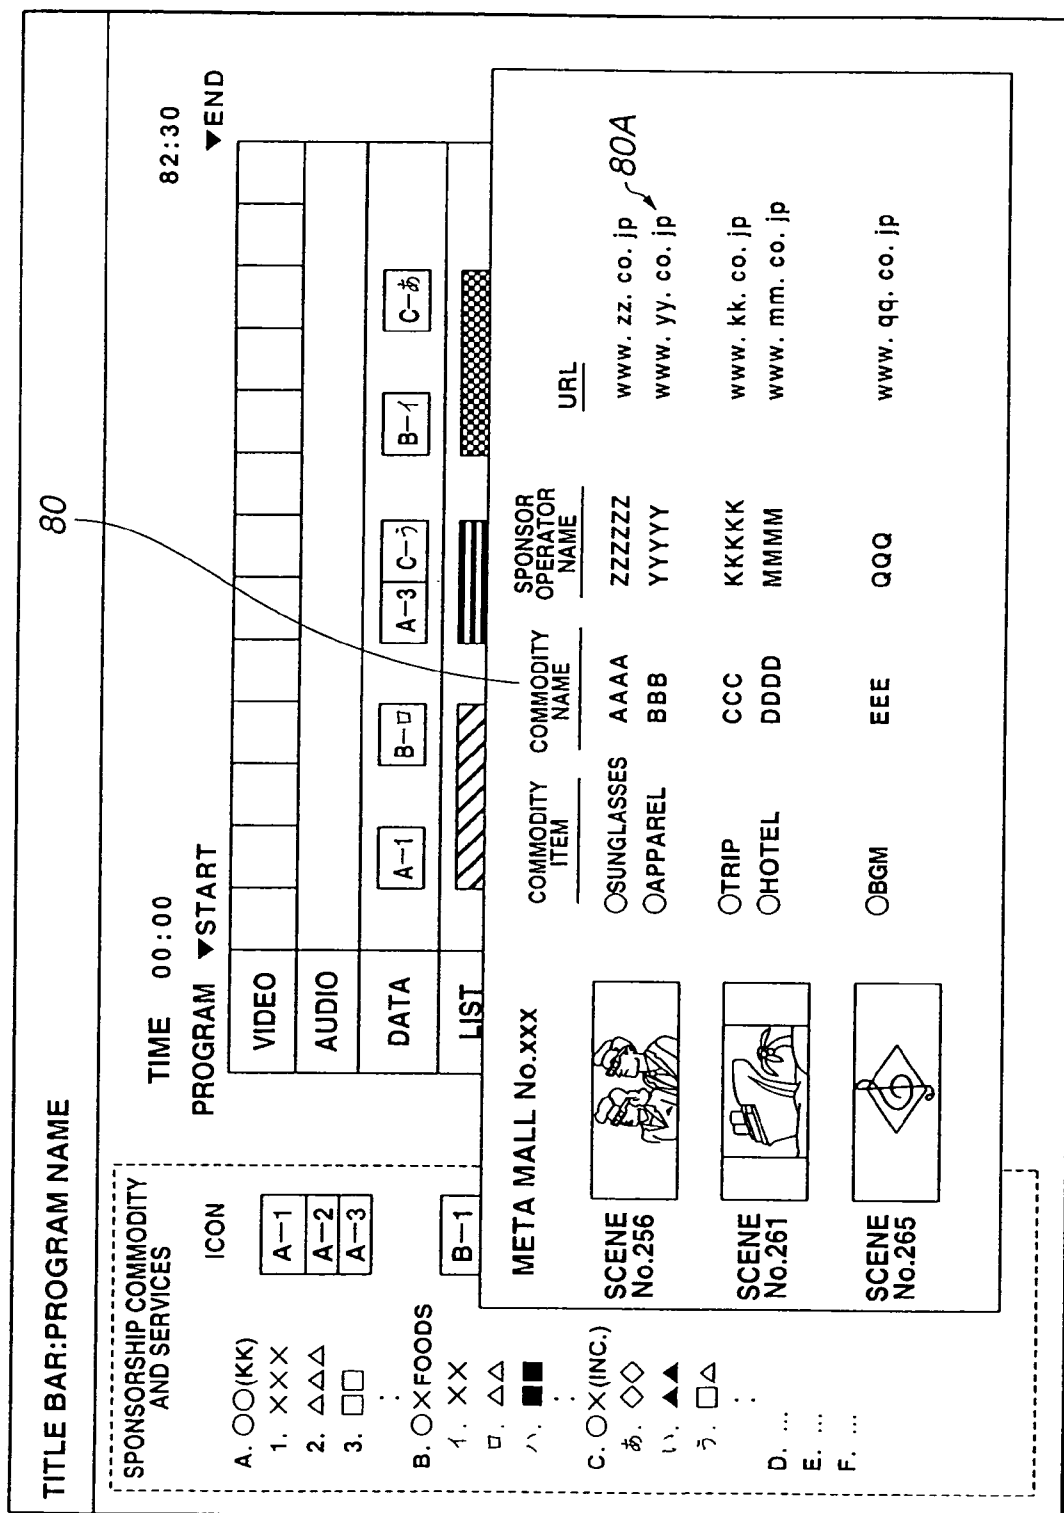 TITLE BAR:PROGRAM NAME
80
SPONSORSHIP COMMODITY
AND SERVICES
ICON
A. ○○(KK)
1. ×××
A-1
2. △△△
A-2
3. □□
A-3
:
B. ○×FOODS
B-1
イ. ××
ロ. △△
ハ. ■■
:
C. ○×(INC.)
あ. ◇◇
い. ▲▲
う. □△
:
D. ...
E. ...
F. ...
TIME 00:00
82:30
PROGRAM ▼START
▼END
VIDEO
AUDIO
DATA
A-1
B-ロ
A-3
C-う
B-イ
C-あ
LIST
META MALL No.xxx
COMMODITY
ITEM
COMMODITY
NAME
SPONSOR
OPERATOR
NAME
URL
SCENE
No.256
○SUNGLASSES AAAA ZZZZZZ www. zz. co. jp
80A
○APPAREL BBB YYYYY www. yy. co. jp
SCENE
No.261
○TRIP CCC KKKKK www. kk. co. jp
○HOTEL DDDD MMMM www. mm. co. jp
SCENE
No.265
○BGM EEE QQQ www. qq. co. jp